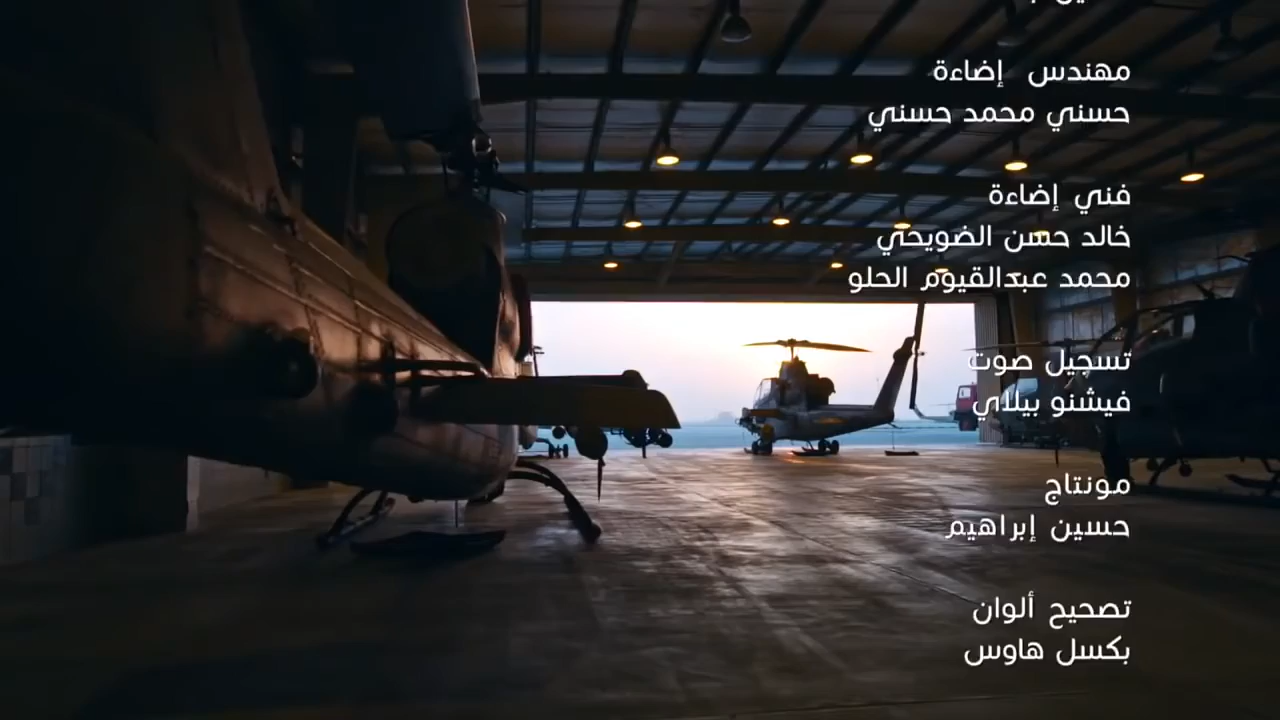 مهندس إضاءة
حسني محمد حسني
فني إضاءة
خالد حسن الضويحي
محمد عبدالقيوم الحلو
تسجيل صوت
فيشنو بيلاي
مونتاج
حسين إبراهيم
تصحيح ألوان
بكسل هاوس